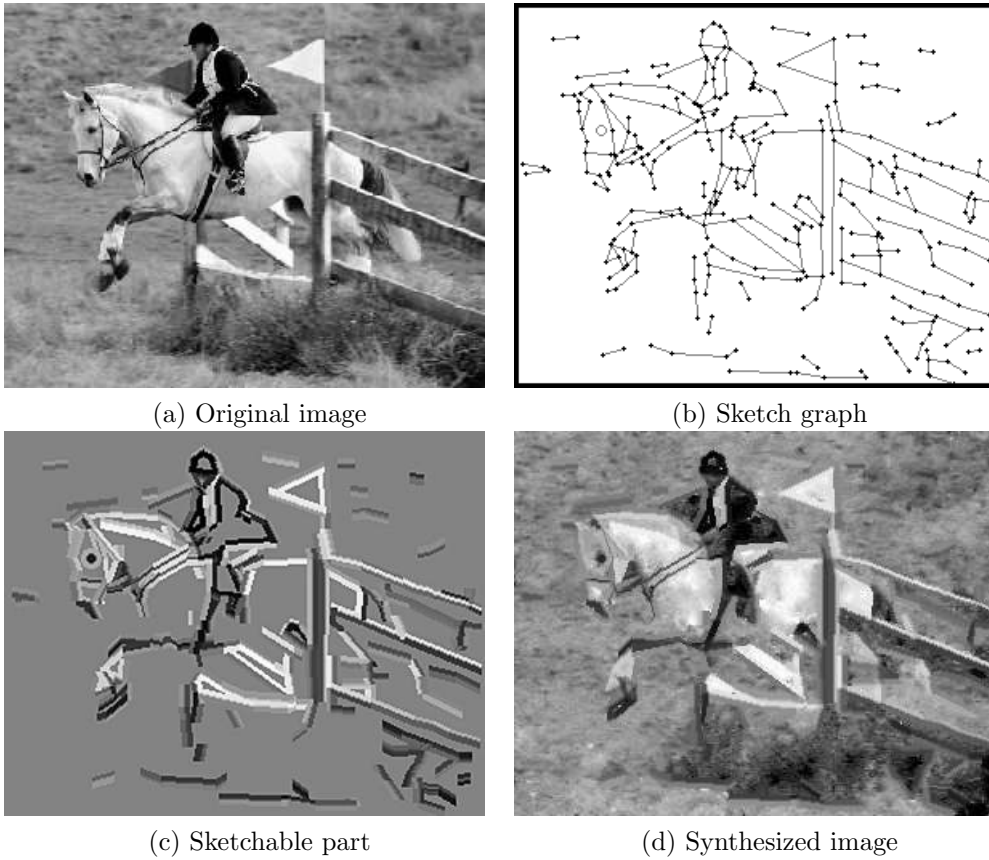 (a) Original image
(b) Sketch graph
(c) Sketchable part
(d) Synthesized image